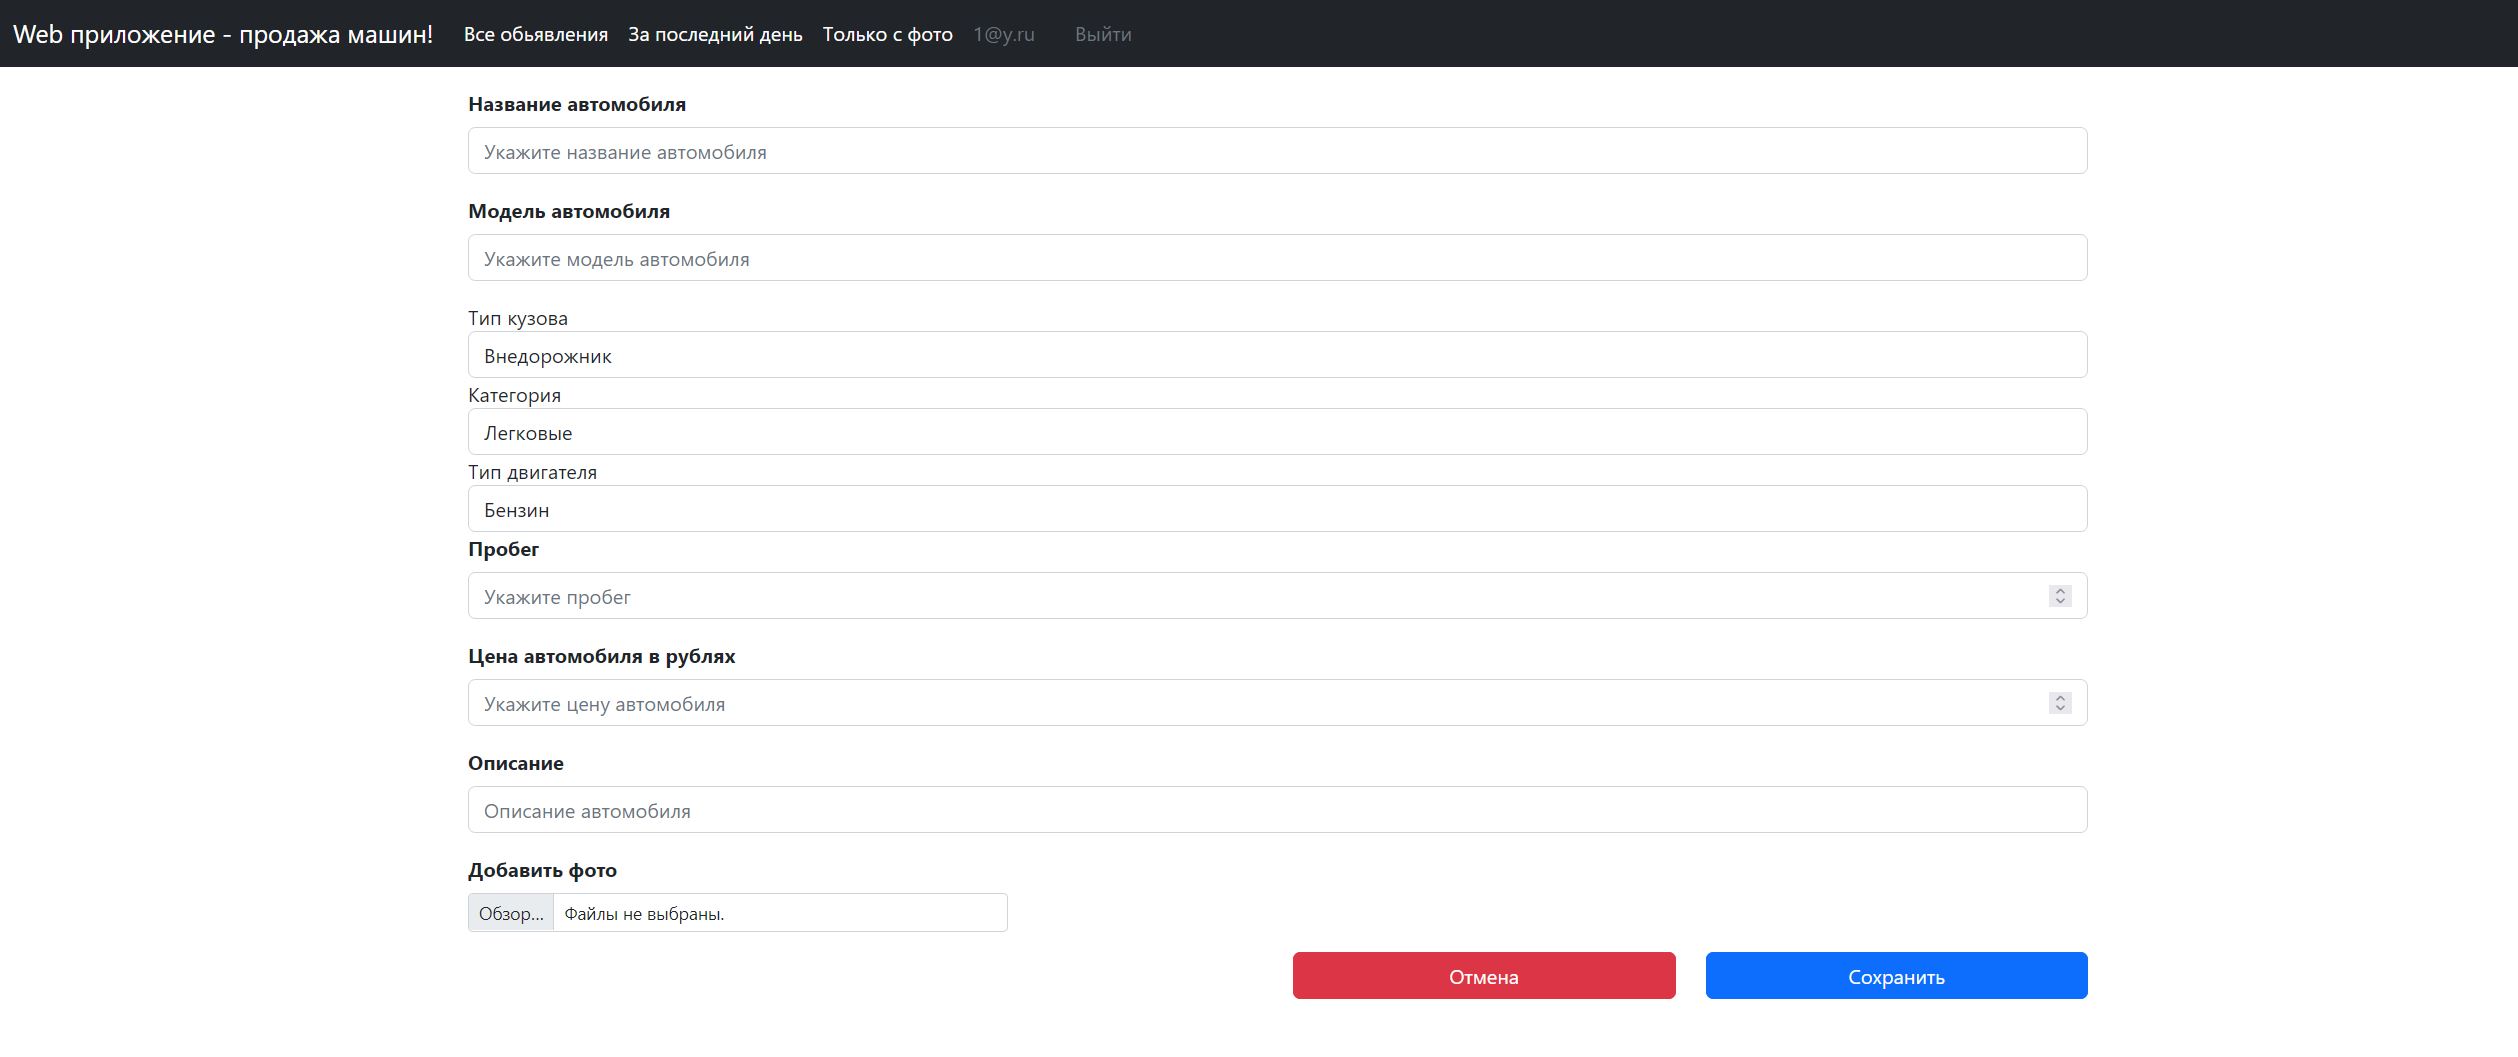 Web приложение - продажа машин! Все обьявления За последний день Только с фото 1@y.ru Выйти
Название автомобиля
Укажите название автомобиля
Модель автомобиля
Укажите модель автомобиля
Тип кузова
Внедорожник
Категория
Легковые
Тип двигателя
Бензин
Пробег
Укажите пробег
Цена автомобиля в рублях
Укажите цену автомобиля
Описание
Описание автомобиля
Добавить фото
Обзор... Файлы не выбраны.
Отмена Сохранить